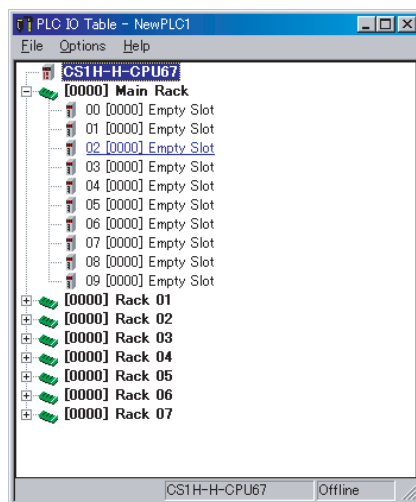 PLC IO Table - NewPLC1
File Options Help
CS1H-H-CPU67
[0000] Main Rack
00 [0000] Empty Slot
01 [0000] Empty Slot
02 [0000] Empty Slot
03 [0000] Empty Slot
04 [0000] Empty Slot
05 [0000] Empty Slot
06 [0000] Empty Slot
07 [0000] Empty Slot
08 [0000] Empty Slot
09 [0000] Empty Slot
[0000] Rack 01
[0000] Rack 02
[0000] Rack 03
[0000] Rack 04
[0000] Rack 05
[0000] Rack 06
[0000] Rack 07
CS1H-H-CPU67 Offline